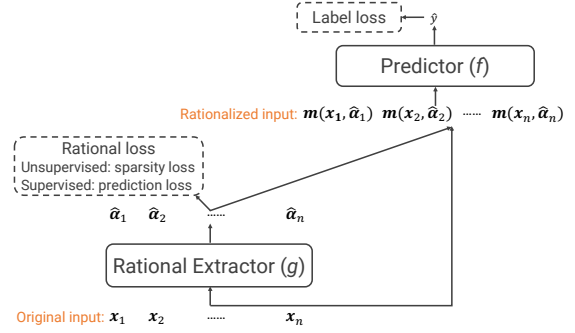 Label loss
ŷ
Predictor (f)
Rationalized input: m(x₁, α̂₁) m(x₂, α̂₂) ...... m(xₙ, α̂ₙ)
Rational loss
Unsupervised: sparsity loss
Supervised: prediction loss
α̂₁ α̂₂ ...... α̂ₙ
Rational Extractor (g)
Original input: x₁ x₂ ...... xₙ